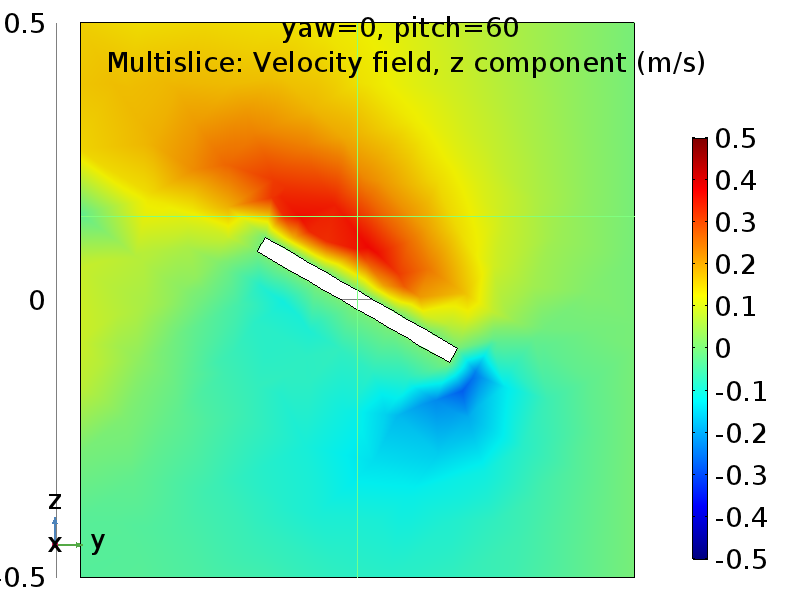 yaw=0, pitch=60
Multislice: Velocity field, z component (m/s)
0.5
0
-0.5
z
x
y
0.5
0.4
0.3
0.2
0.1
0
-0.1
-0.2
-0.3
-0.4
-0.5